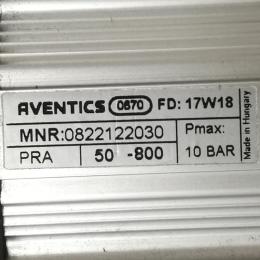 AVENTICS 0670 FD: 17W18
MNR:0822122030 Pmax:
PRA 50 -800 10 BAR
Made in Hungary